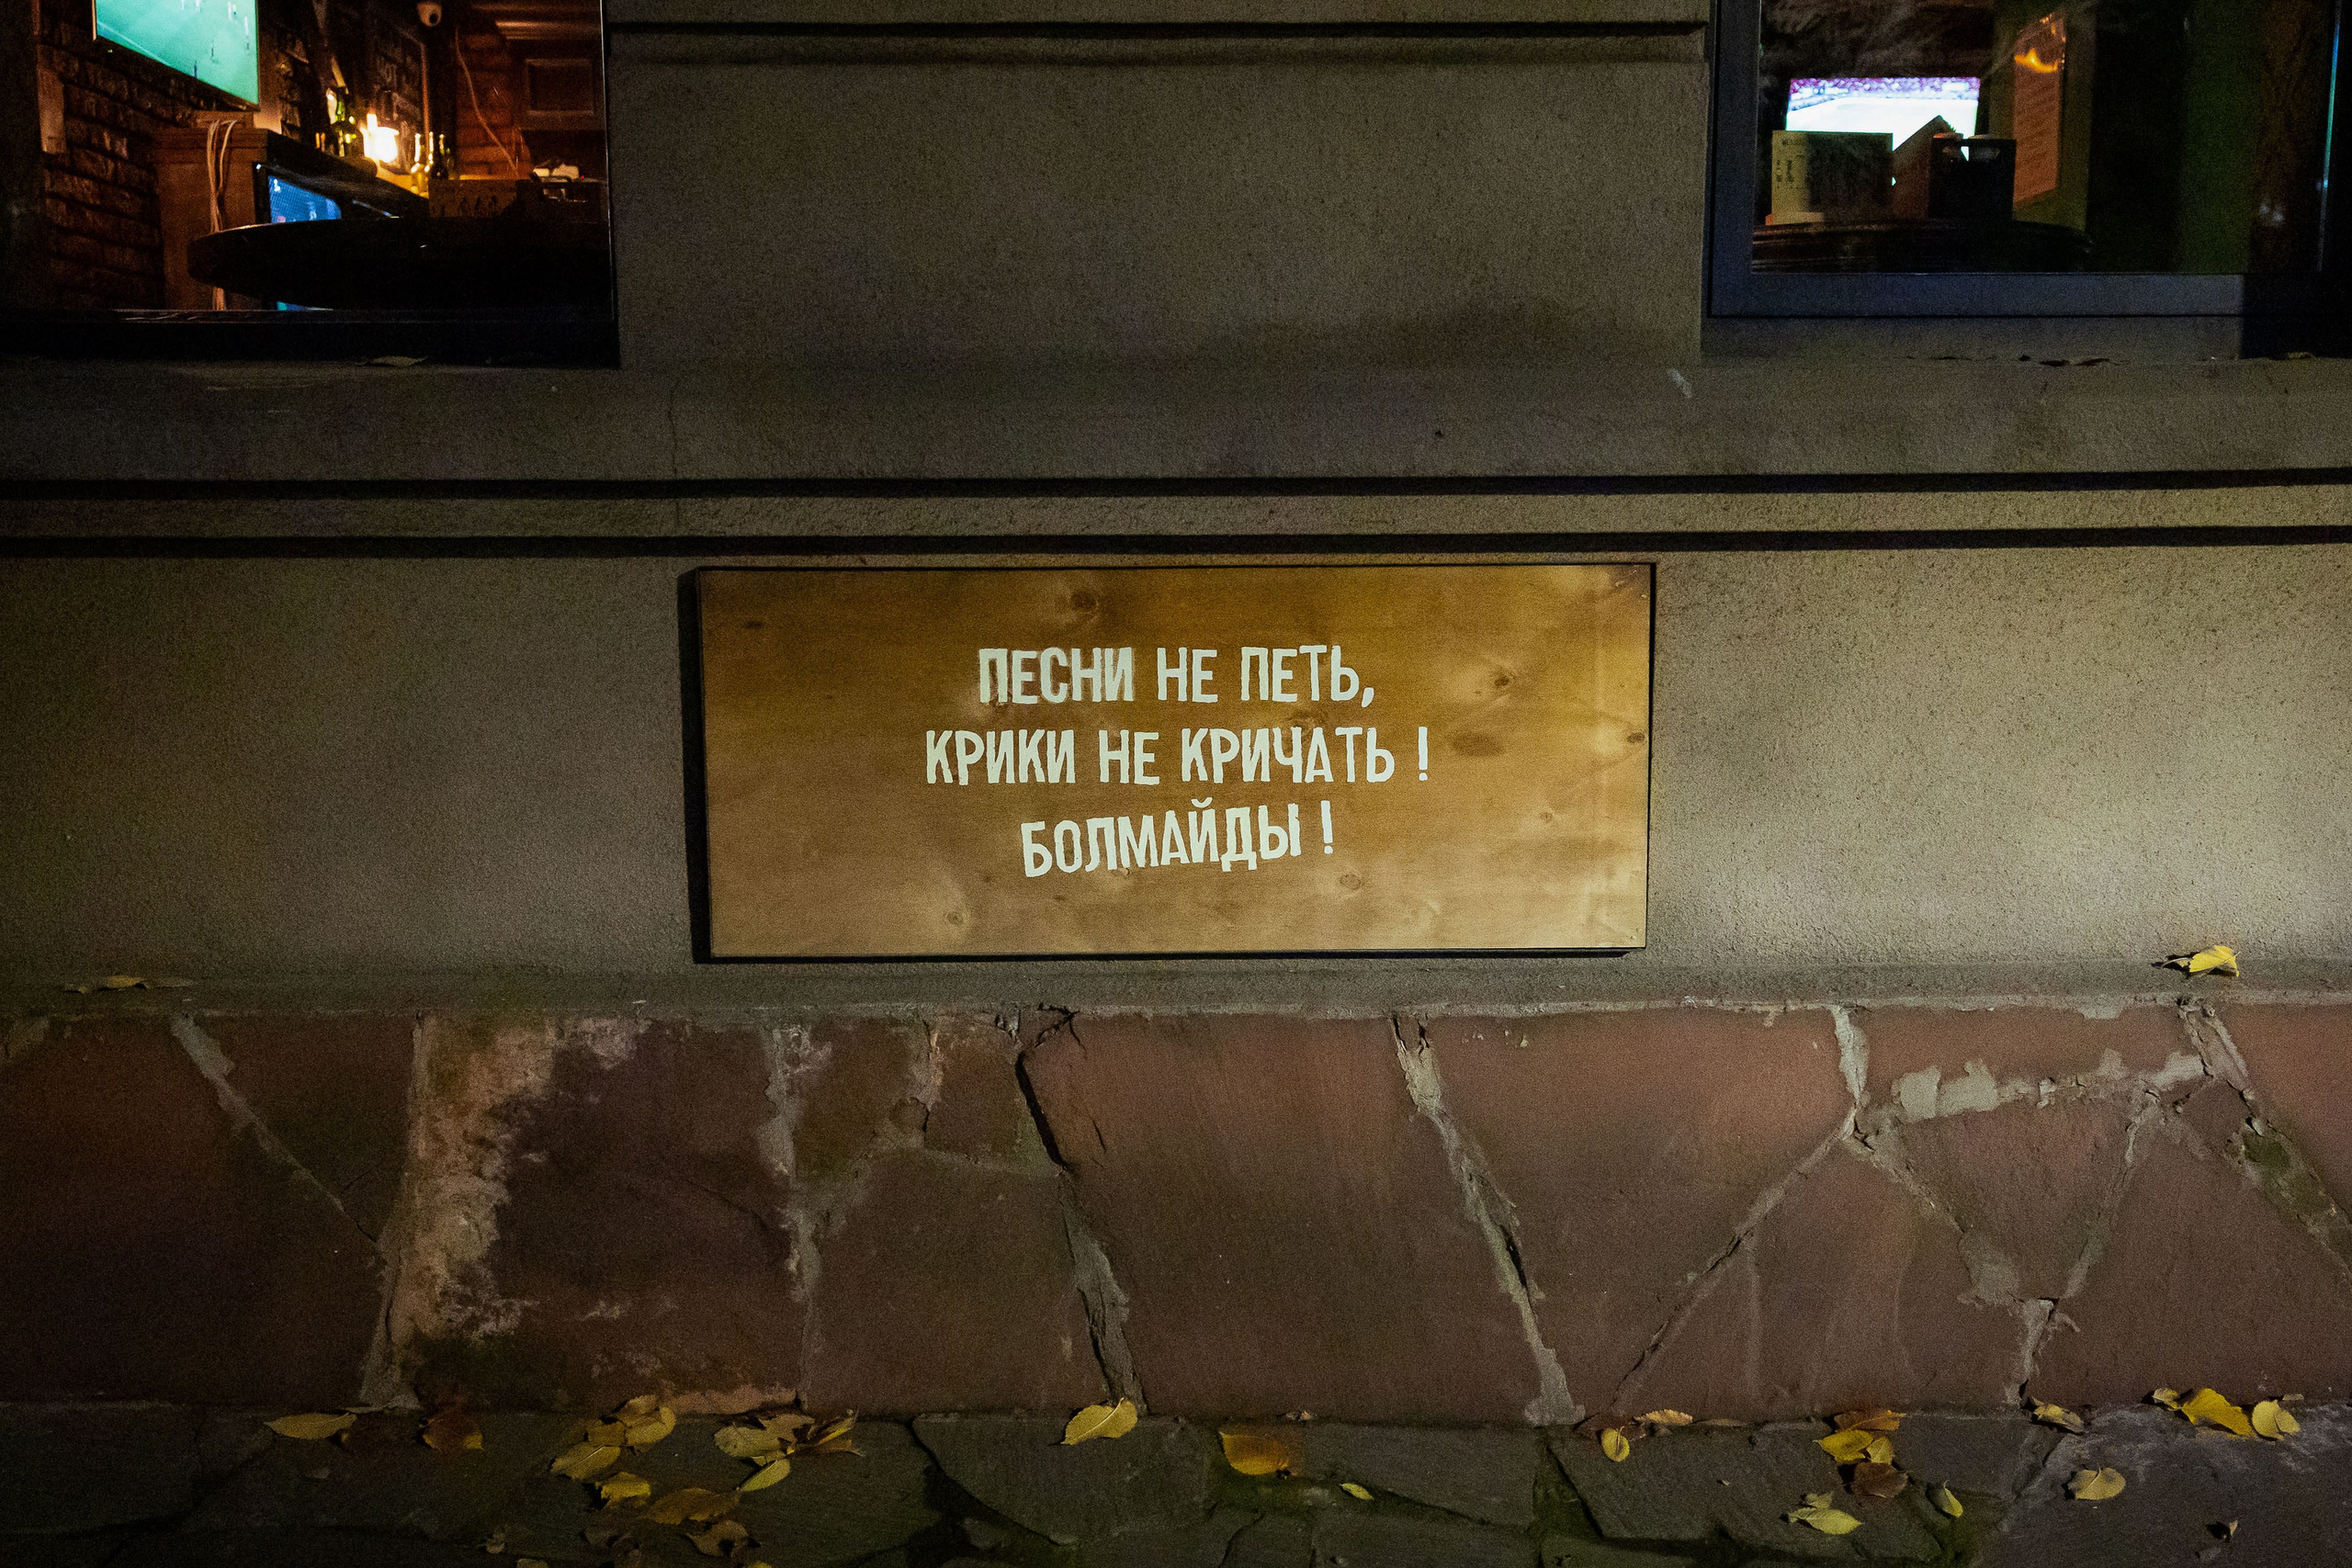 ПЕСНИ НЕ ПЕТЬ,
КРИКИ НЕ КРИЧАТЬ !
БОЛМАЙДЫ !